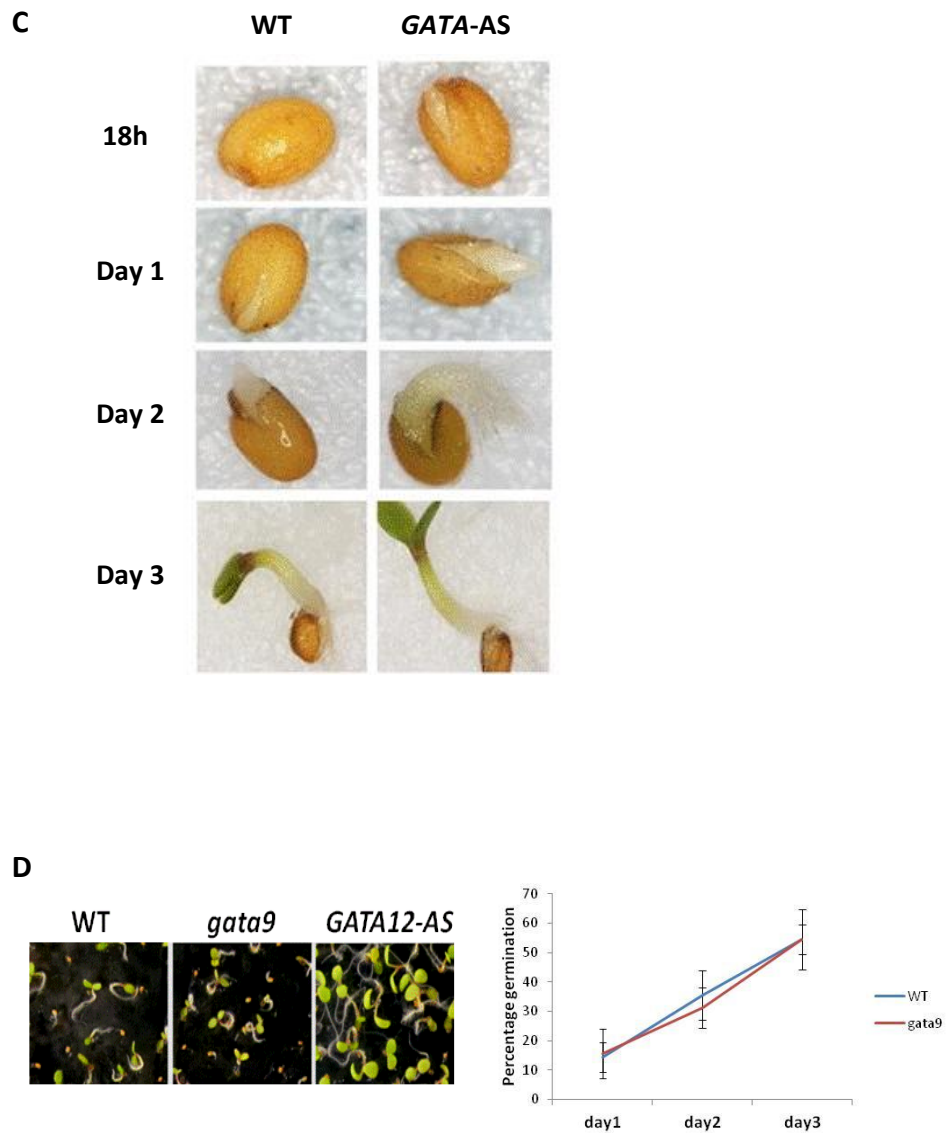 C
WT GATA-AS
18h
Day 1
Day 2
Day 3
D
WT gata9 GATA12-AS
Percentage germination
70
60
50
40
30
20
10
0
day1 day2 day3
WT
gata9